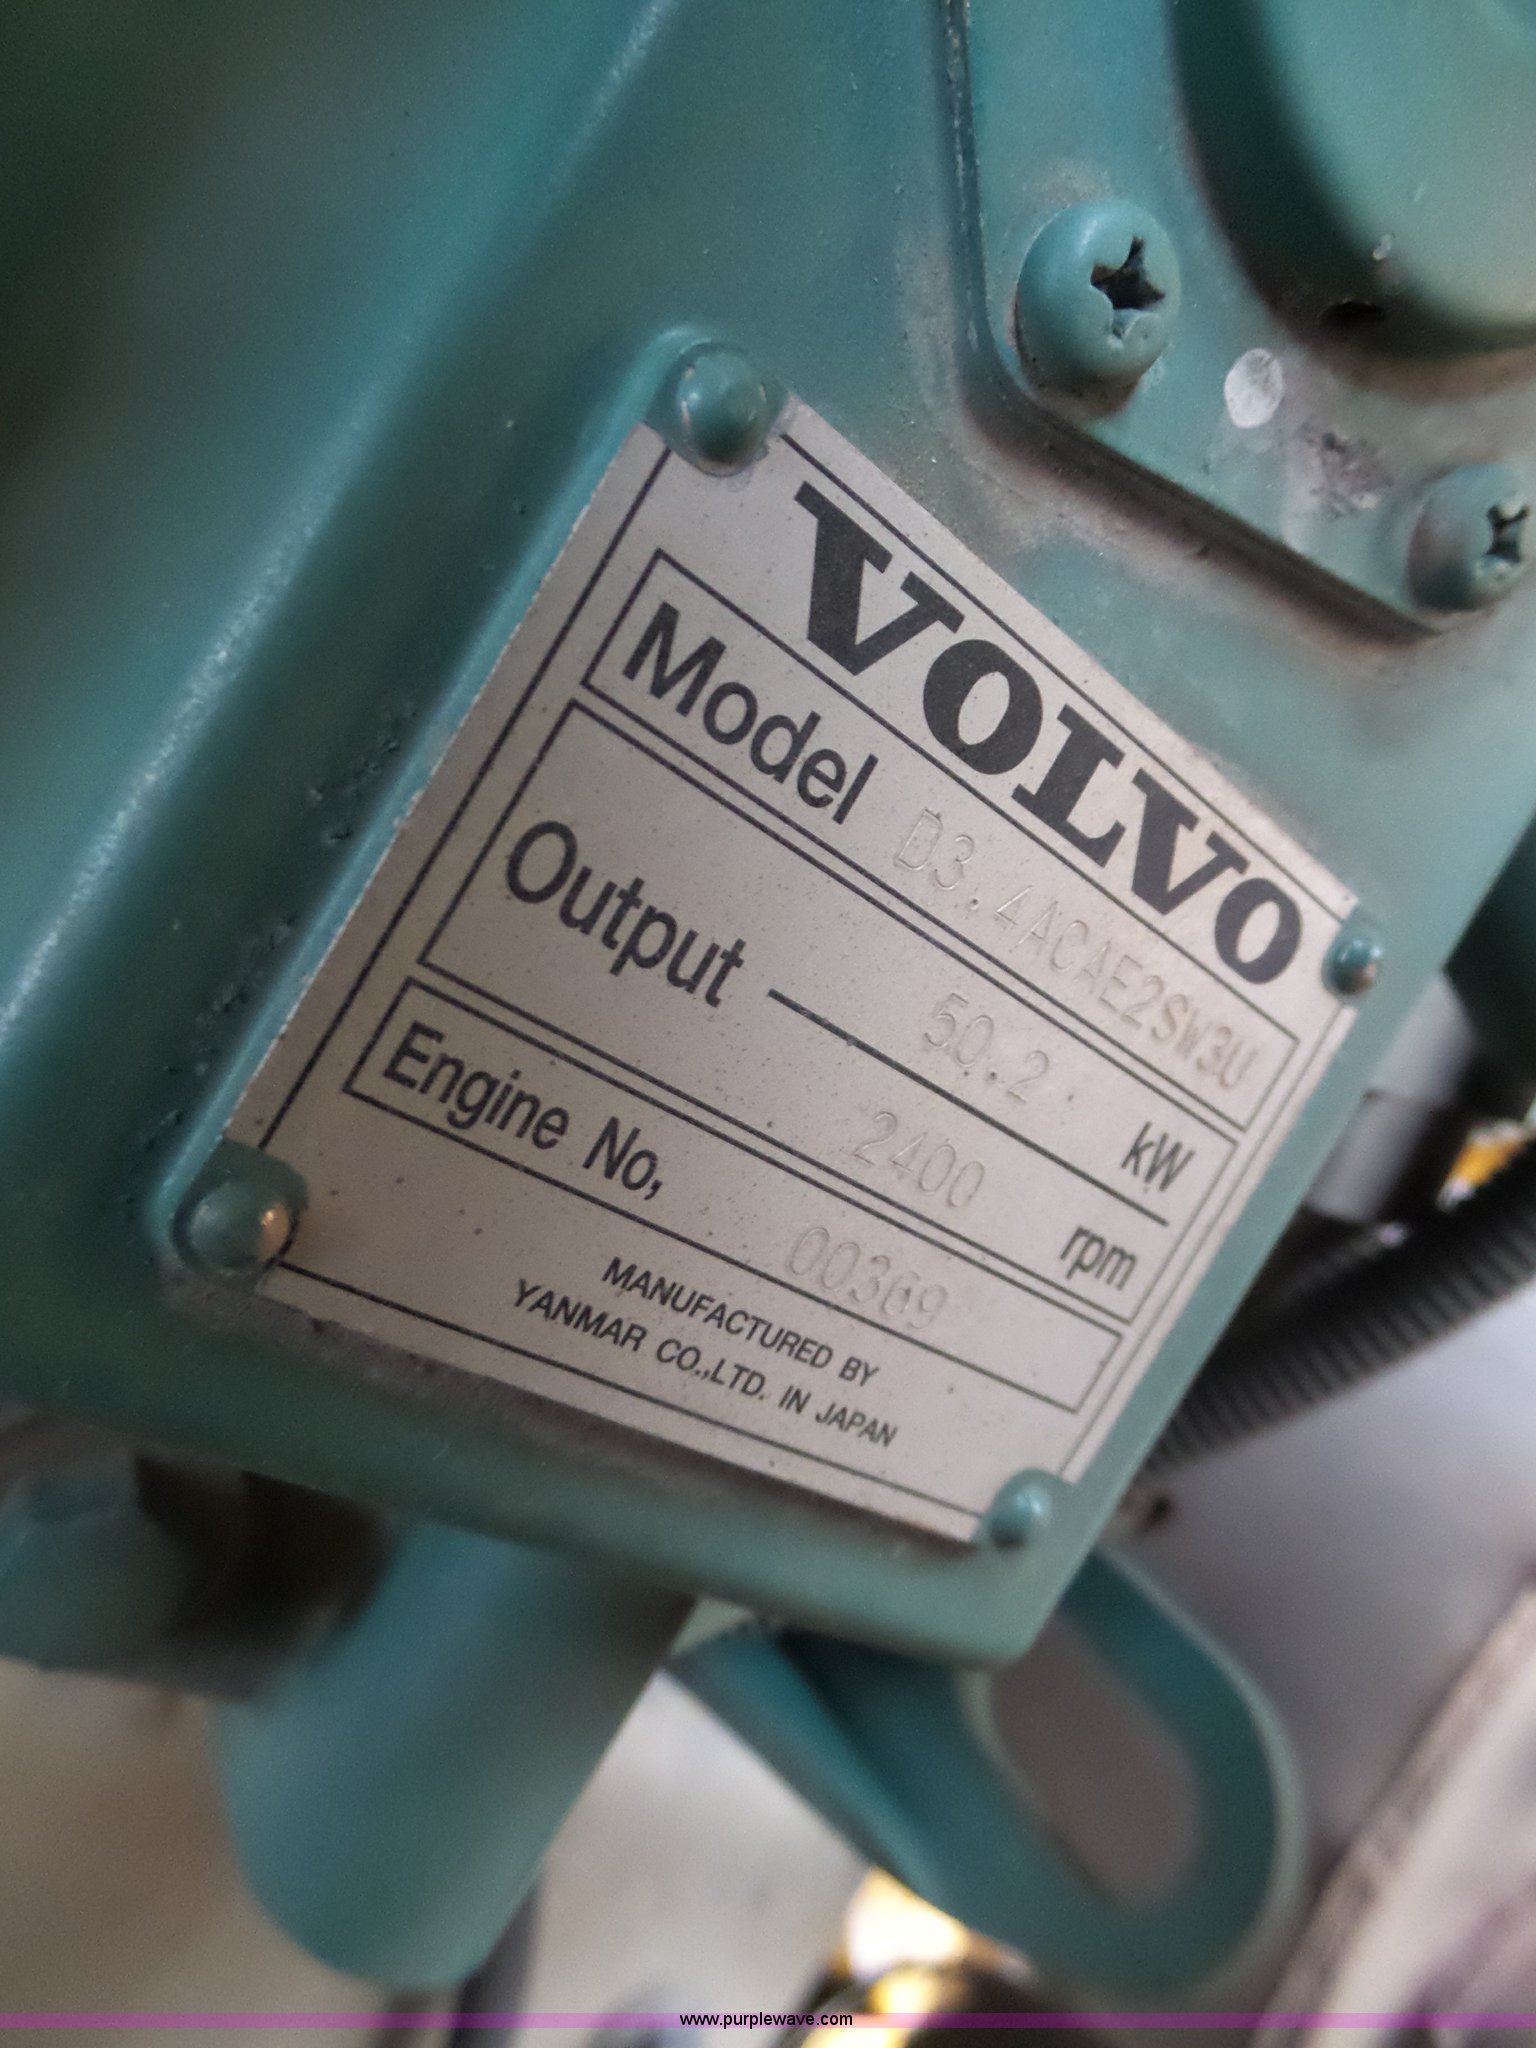 VOLVO
Model D3.4ACAE2SW3U
Output 50.2 kW
2400 rpm
Engine No, 00369
MANUFACTURED BY
YANMAR CO.,LTD. IN JAPAN
www.purplewave.com